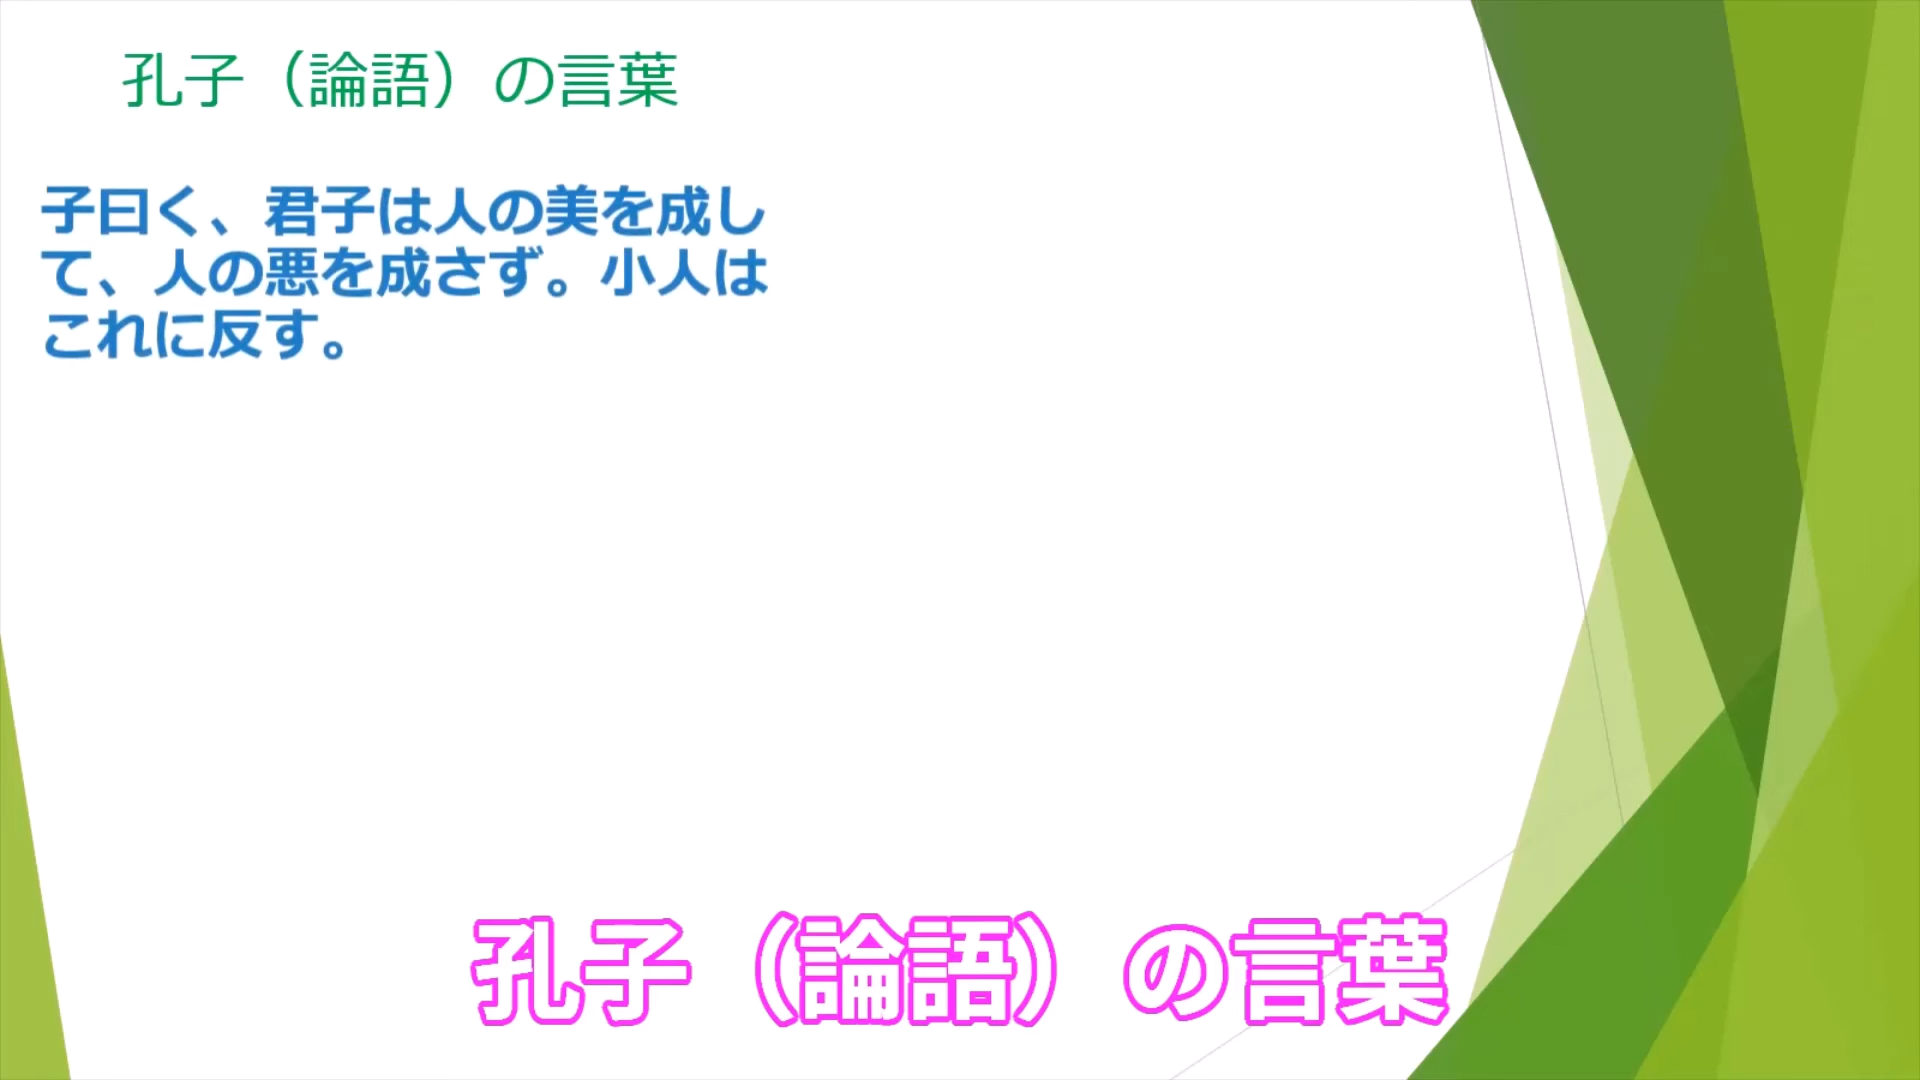 孔子（論語）の言葉
子曰く、君子は人の美を成し
て、人の悪を成さず。小人は
これに反す。
孔子（論語）の言葉